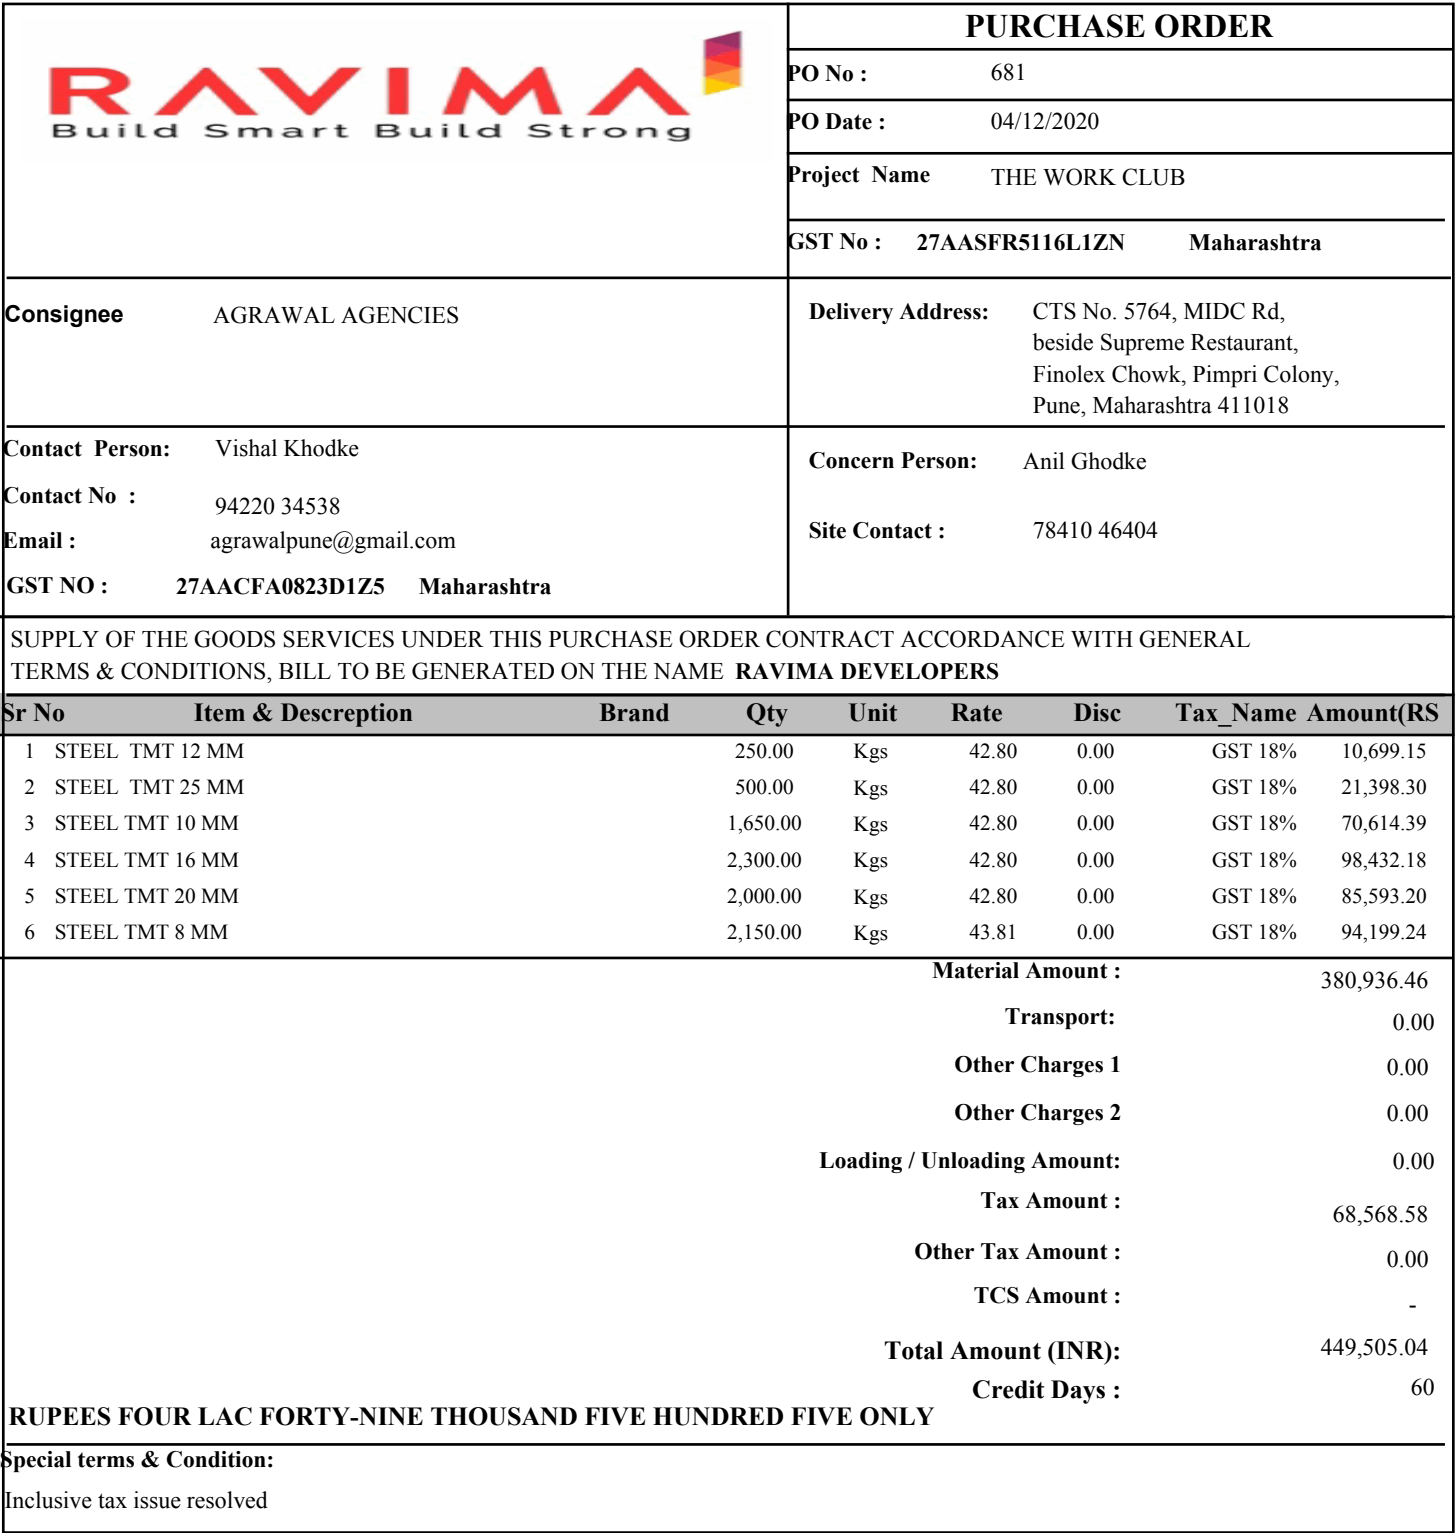 RAVIMA
Build Smart Build Strong
PURCHASE ORDER
PO No : 681
PO Date : 04/12/2020
Project Name THE WORK CLUB
GST No : 27AASFR5116L1ZN Maharashtra
Consignee AGRAWAL AGENCIES
Delivery Address: CTS No. 5764, MIDC Rd,
beside Supreme Restaurant,
Finolex Chowk, Pimpri Colony,
Pune, Maharashtra 411018
Contact Person: Vishal Khodke
Contact No : 94220 34538
Email : agrawalpune@gmail.com
GST NO : 27AACFA0823D1Z5 Maharashtra
Concern Person: Anil Ghodke
Site Contact : 78410 46404
SUPPLY OF THE GOODS SERVICES UNDER THIS PURCHASE ORDER CONTRACT ACCORDANCE WITH GENERAL
TERMS & CONDITIONS, BILL TO BE GENERATED ON THE NAME RAVIMA DEVELOPERS
Sr No Item & Descreption Brand Qty Unit Rate Disc Tax_Name Amount(RS
1 STEEL TMT 12 MM 250.00 Kgs 42.80 0.00 GST 18% 10,699.15
2 STEEL TMT 25 MM 500.00 Kgs 42.80 0.00 GST 18% 21,398.30
3 STEEL TMT 10 MM 1,650.00 Kgs 42.80 0.00 GST 18% 70,614.39
4 STEEL TMT 16 MM 2,300.00 Kgs 42.80 0.00 GST 18% 98,432.18
5 STEEL TMT 20 MM 2,000.00 Kgs 42.80 0.00 GST 18% 85,593.20
6 STEEL TMT 8 MM 2,150.00 Kgs 43.81 0.00 GST 18% 94,199.24
Material Amount : 380,936.46
Transport: 0.00
Other Charges 1 0.00
Other Charges 2 0.00
Loading / Unloading Amount: 0.00
Tax Amount : 68,568.58
Other Tax Amount : 0.00
TCS Amount : -
Total Amount (INR): 449,505.04
Credit Days : 60
RUPEES FOUR LAC FORTY-NINE THOUSAND FIVE HUNDRED FIVE ONLY
Special terms & Condition:
Inclusive tax issue resolved